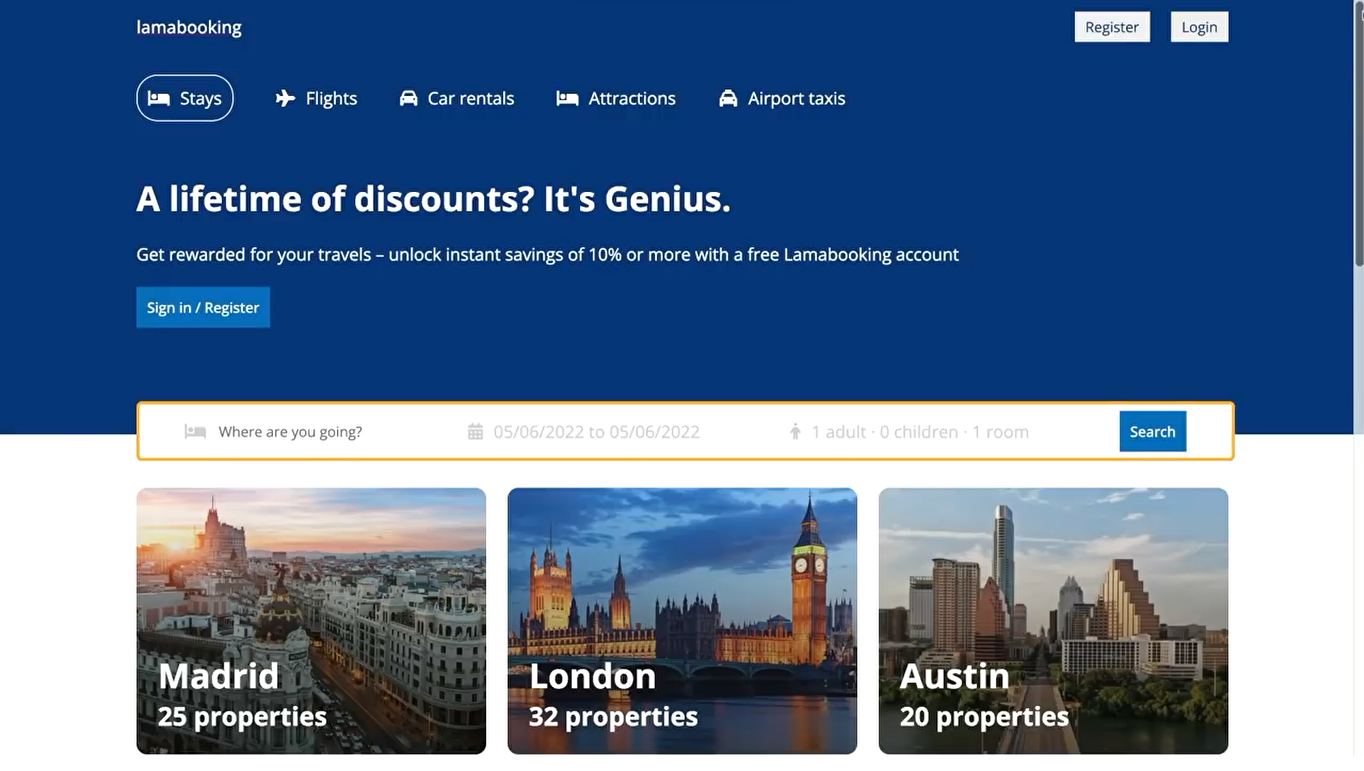 lamabooking
Register
Login
Stays
Flights
Car rentals
Attractions
Airport taxis
A lifetime of discounts? It's Genius.
Get rewarded for your travels – unlock instant savings of 10% or more with a free Lamabooking account
Sign in / Register
Where are you going?
05/06/2022 to 05/06/2022
1 adult · 0 children · 1 room
Search
Madrid
25 properties
London
32 properties
Austin
20 properties